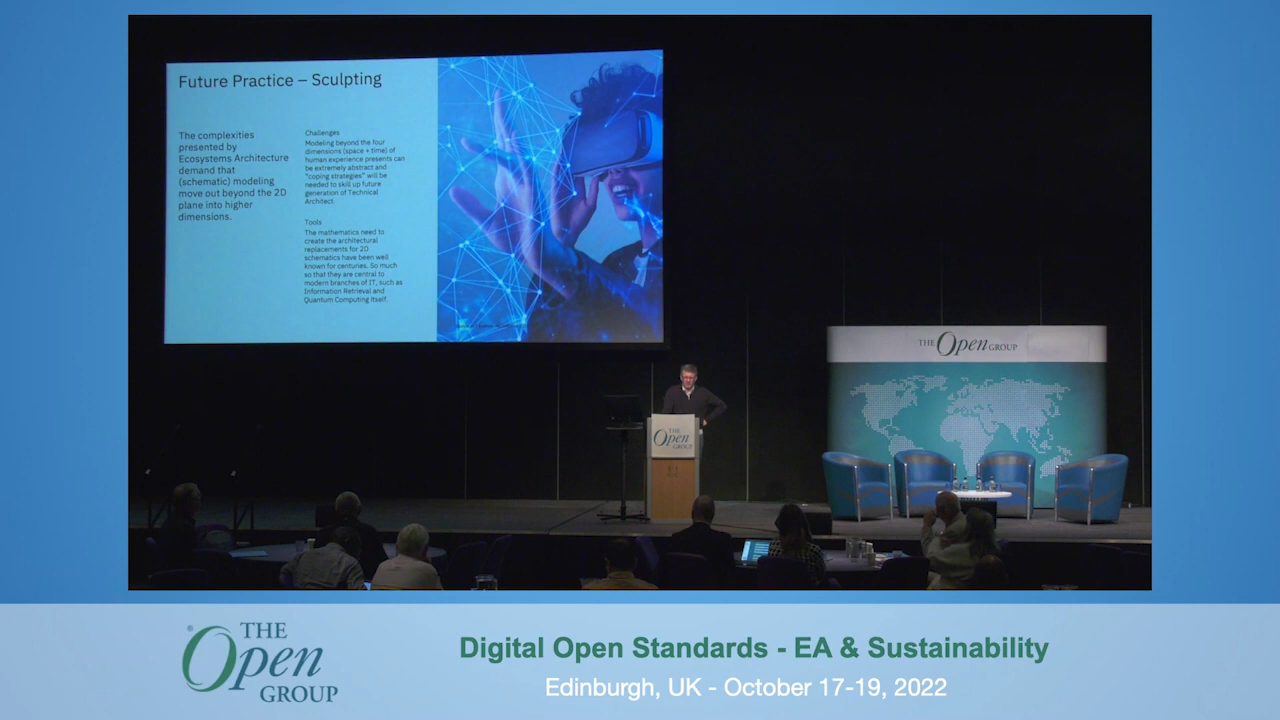 Future Practice – Sculpting
The complexities
presented by
Ecosystems Architecture
demand that
(schematic) modeling
move out beyond the 2D
plane into higher
dimensions.
Challenges
Modeling beyond the four
dimensions (space + time) of
human experience presents can
be extremely abstract and
"coping strategies" will be
needed to skill up future
generation of Technical
Architect.
Tools
The mathematics need to
create the architectural
replacements for 2D
schematics have been well
known for centuries. So much
so that they are central to
modern branches of IT, such as
Information Retrieval and
Quantum Computing Itself.
THE Open GROUP
THE
Open
GROUP
®
THE
Open
GROUP
Digital Open Standards - EA & Sustainability
Edinburgh, UK - October 17-19, 2022